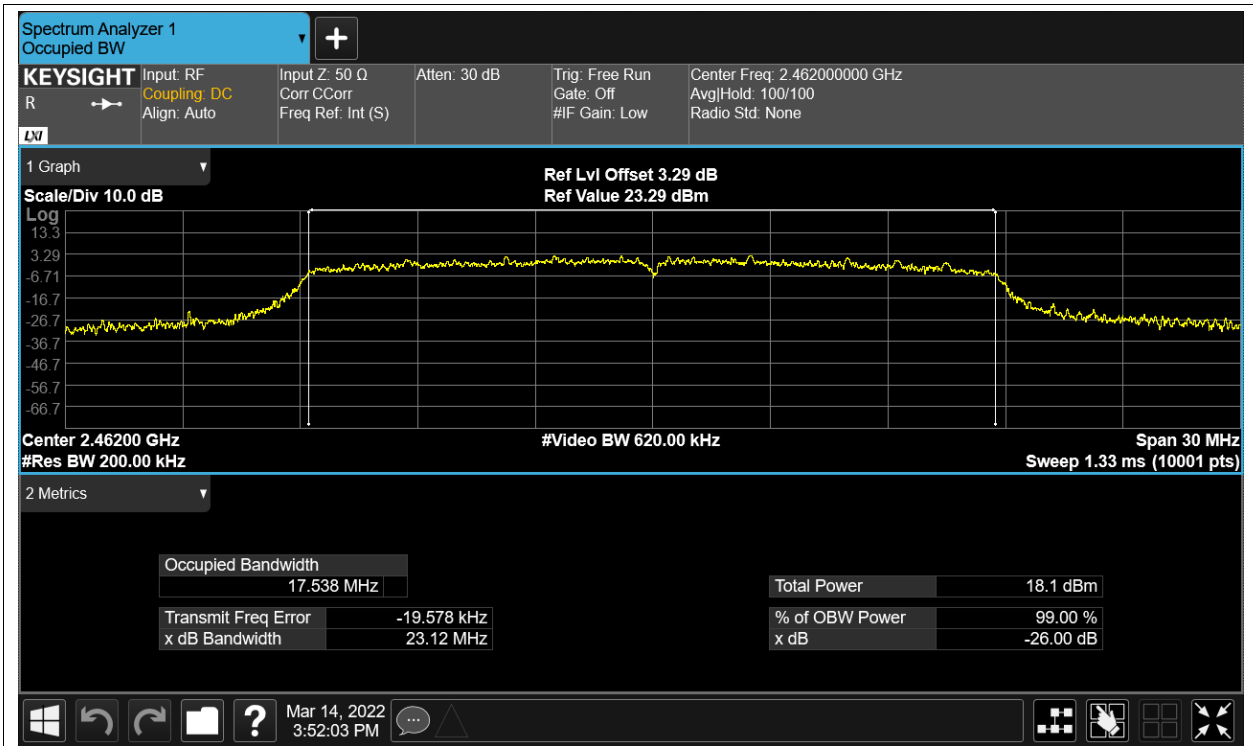 Spectrum Analyzer 1
Occupied BW
KEYSIGHT
R
LXI
Input: RF
Coupling: DC
Align: Auto
Input Z: 50 Ω
Corr CCorr
Freq Ref: Int (S)
Atten: 30 dB
Trig: Free Run
Gate: Off
#IF Gain: Low
Center Freq: 2.462000000 GHz
Avg|Hold: 100/100
Radio Std: None
1 Graph
Scale/Div 10.0 dB
Ref Lvl Offset 3.29 dB
Ref Value 23.29 dBm
Log
13.3
3.29
-6.71
-16.7
-26.7
-36.7
-46.7
-56.7
-66.7
Center 2.46200 GHz
#Video BW 620.00 kHz
Span 30 MHz
#Res BW 200.00 kHz
Sweep 1.33 ms (10001 pts)
2 Metrics
Occupied Bandwidth
17.538 MHz
Total Power 18.1 dBm
Transmit Freq Error -19.578 kHz
% of OBW Power 99.00 %
x dB Bandwidth 23.12 MHz
x dB -26.00 dB
?
Mar 14, 2022
3:52:03 PM